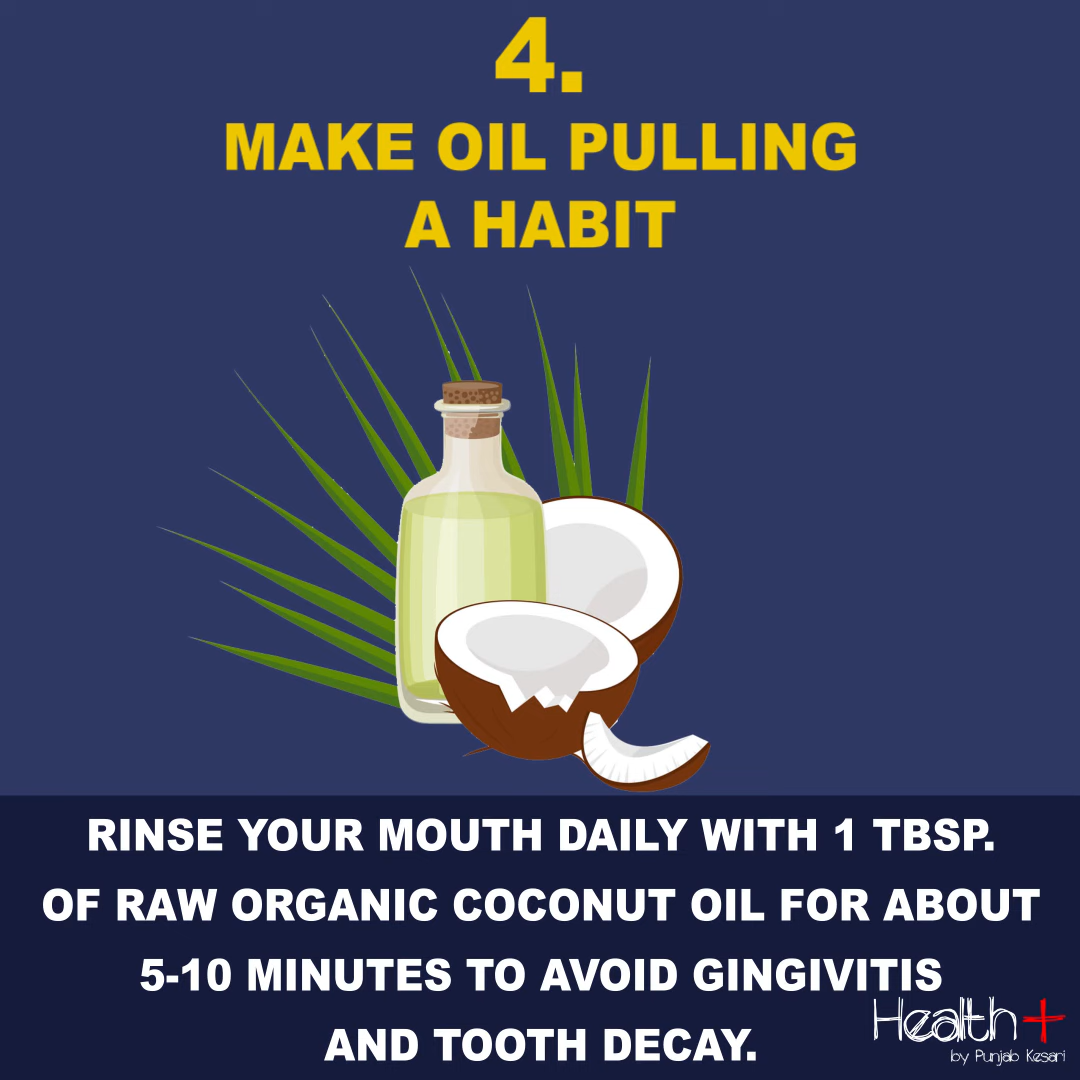 4.
MAKE OIL PULLING
A HABIT
RINSE YOUR MOUTH DAILY WITH 1 TBSP.
OF RAW ORGANIC COCONUT OIL FOR ABOUT
5-10 MINUTES TO AVOID GINGIVITIS
AND TOOTH DECAY.
Health+
by Punjab Kesari